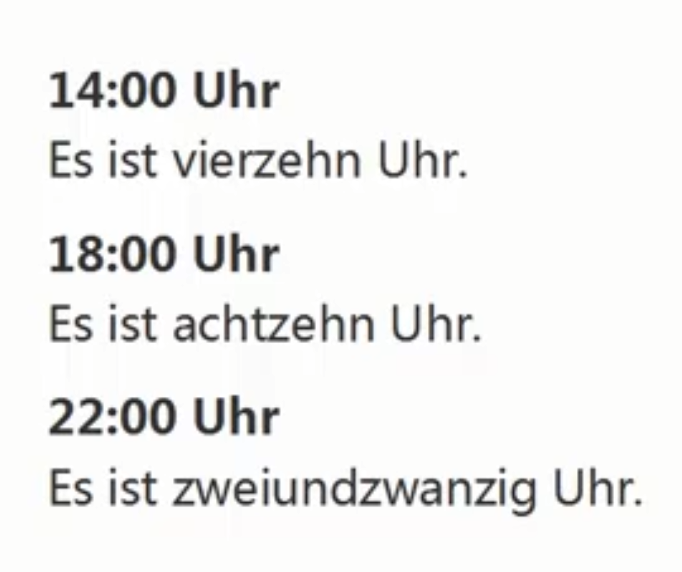 14:00 Uhr
Es ist vierzehn Uhr.
18:00 Uhr
Es ist achtzehn Uhr.
22:00 Uhr
Es ist zweiundzwanzig Uhr.